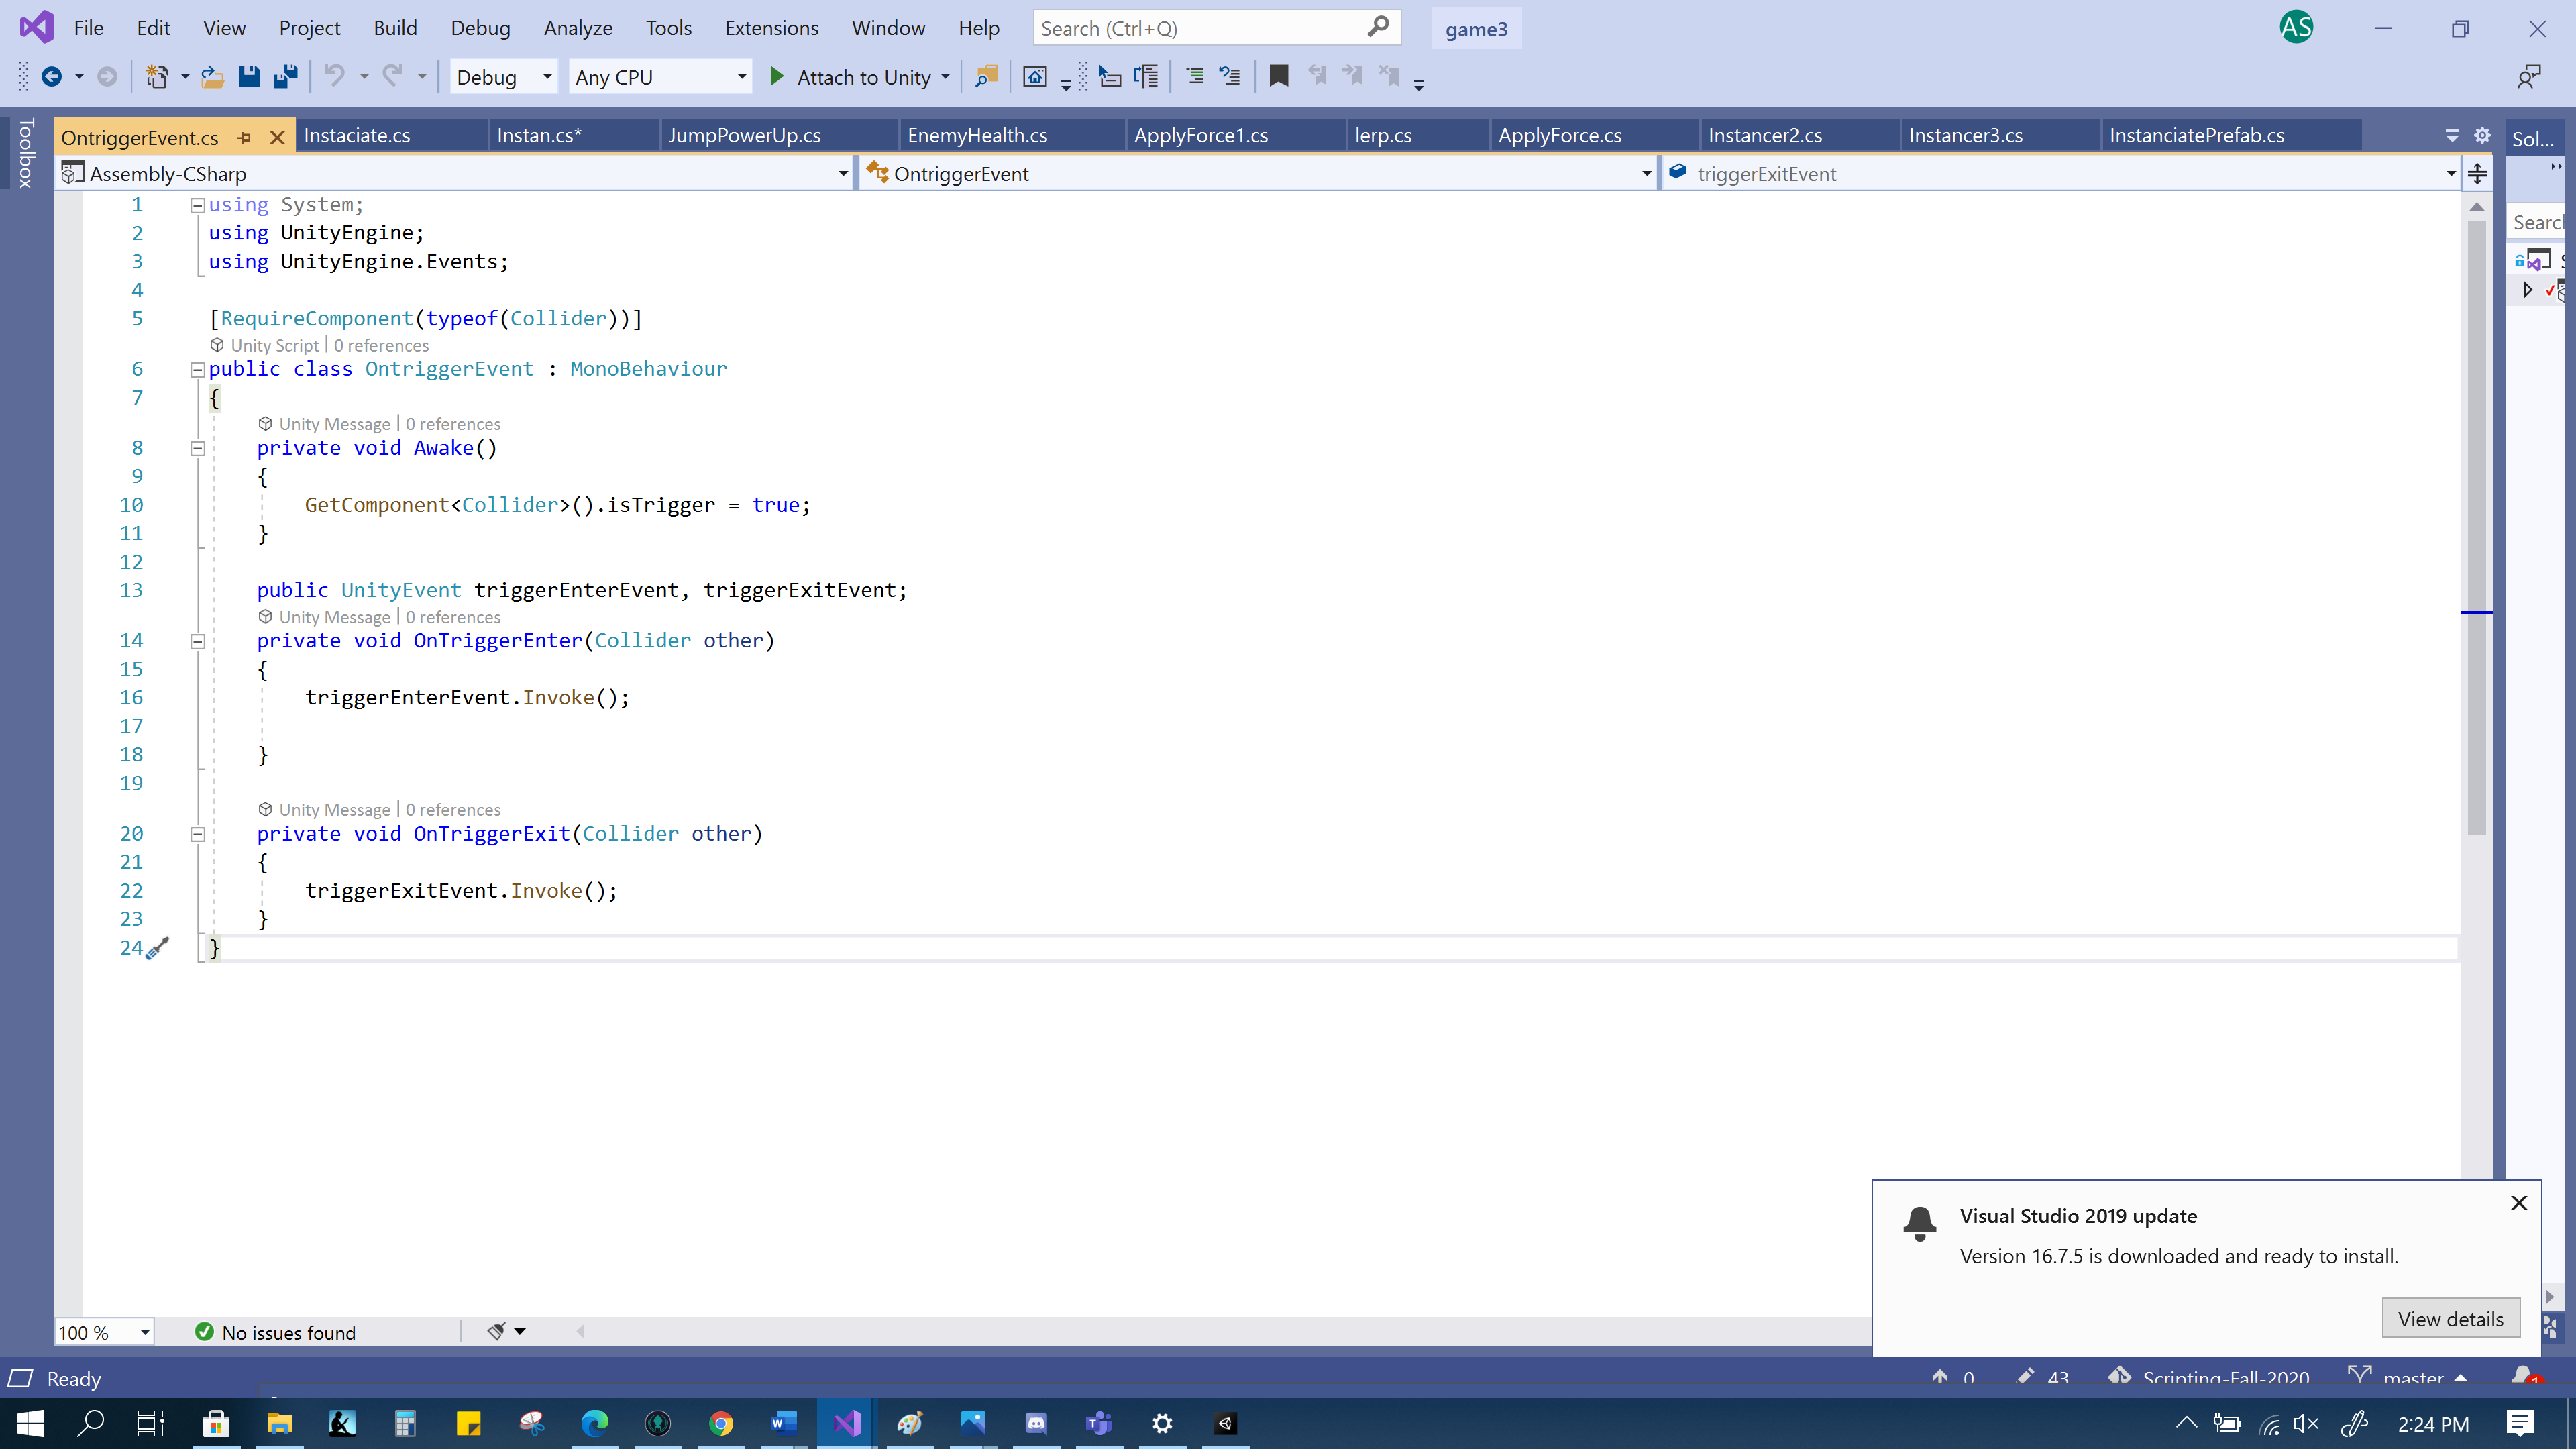 File Edit View Project Build Debug Analyze Tools Extensions Window Help Search (Ctrl+Q) game3 AS
Debug Any CPU Attach to Unity
Toolbox
OntriggerEvent.cs Instaciate.cs Instan.cs* JumpPowerUp.cs EnemyHealth.cs ApplyForce1.cs lerp.cs ApplyForce.cs Instancer2.cs Instancer3.cs InstanciatePrefab.cs Sol...
Assembly-CSharp OntriggerEvent triggerExitEvent
1 using System;
2 using UnityEngine;
3 using UnityEngine.Events;
4
5 [RequireComponent(typeof(Collider))]
Unity Script | 0 references
6 public class OntriggerEvent : MonoBehaviour
7 {
Unity Message | 0 references
8 private void Awake()
9 {
10 GetComponent<Collider>().isTrigger = true;
11 }
12
13 public UnityEvent triggerEnterEvent, triggerExitEvent;
Unity Message | 0 references
14 private void OnTriggerEnter(Collider other)
15 {
16 triggerEnterEvent.Invoke();
17
18 }
19
Unity Message | 0 references
20 private void OnTriggerExit(Collider other)
21 {
22 triggerExitEvent.Invoke();
23 }
24 }
Visual Studio 2019 update
Version 16.7.5 is downloaded and ready to install.
View details
100 % No issues found
Ready 0 43 Scripting-Fall-2020 master 1
2:24 PM